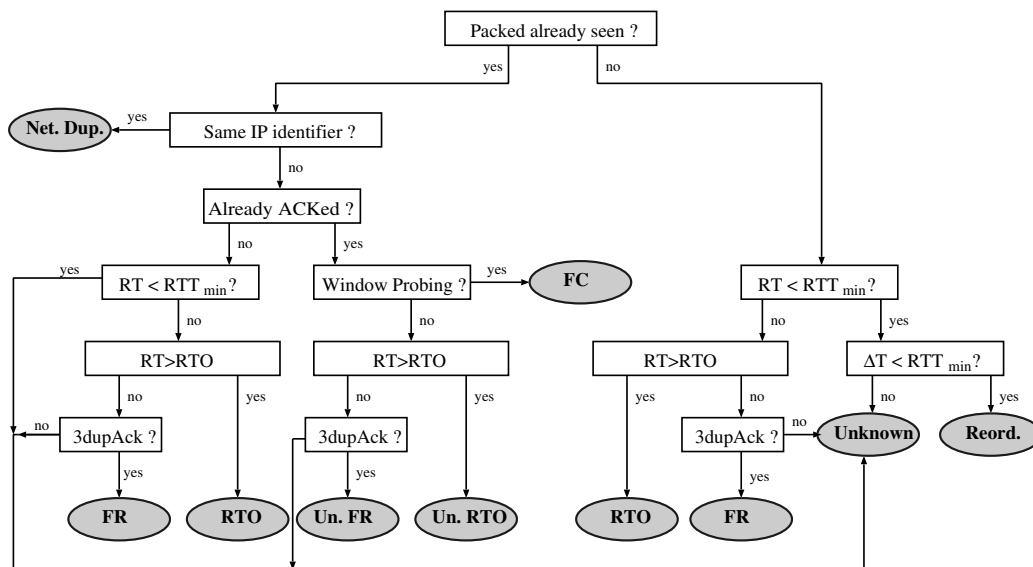 Packed already seen ?
yes
no
Net. Dup.
yes
Same IP identifier ?
no
Already ACKed ?
no
yes
yes
RT < RTT min ?
Window Probing ?
yes
FC
RT < RTT min ?
no
no
no
yes
RT>RTO
RT>RTO
RT>RTO
ΔT < RTT min ?
no
yes
no
yes
yes
no
no
yes
no
3dupAck ?
3dupAck ?
3dupAck ?
no
Unknown
Reord.
yes
yes
yes
FR
RTO
Un. FR
Un. RTO
RTO
FR